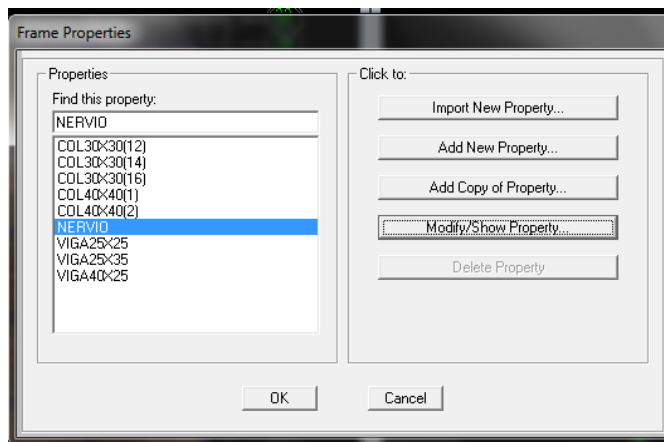 Frame Properties
Properties
Find this property:
NERVIO
COL30X30(12)
COL30X30(14)
COL30X30(16)
COL40X40(1)
COL40X40(2)
NERVIO
VIGA25X25
VIGA25X35
VIGA40X25
Click to:
Import New Property...
Add New Property...
Add Copy of Property...
Modify/Show Property...
Delete Property
OK
Cancel